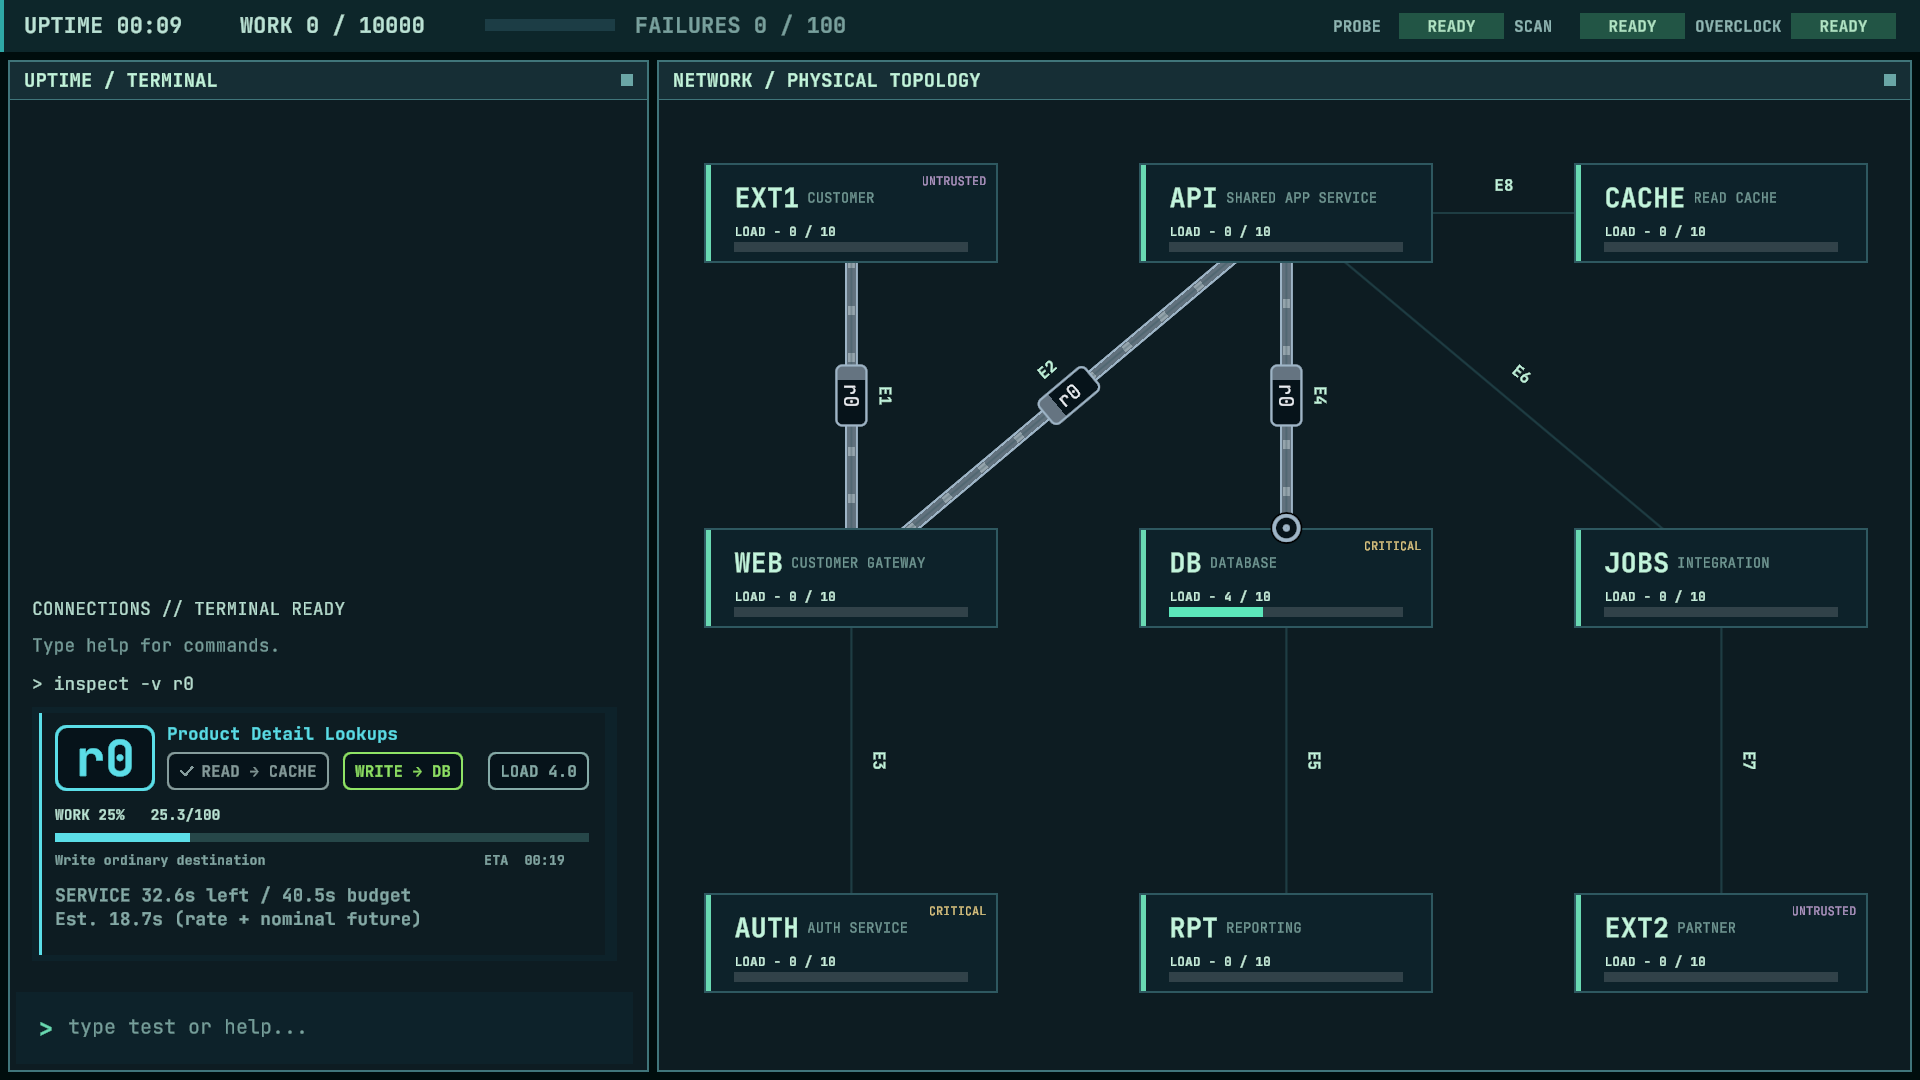 UPTIME 00:09 WORK 0 / 10000 FAILURES 0 / 100 PROBE READY SCAN READY OVERCLOCK READY
UPTIME / TERMINAL
CONNECTIONS // TERMINAL READY
Type help for commands.
> inspect -v r0
r0
Product Detail Lookups
✓ READ → CACHE WRITE → DB LOAD 4.0
WORK 25% 25.3/100
Write ordinary destination ETA 00:19
SERVICE 32.6s left / 40.5s budget
Est. 18.7s (rate + nominal future)
> type test or help...
NETWORK / PHYSICAL TOPOLOGY
EXT1 CUSTOMER UNTRUSTED
LOAD - 0 / 10
API SHARED APP SERVICE
LOAD - 0 / 10
E8
CACHE READ CACHE
LOAD - 0 / 10
r0 E1
E2 r0
r0 E4
E6
WEB CUSTOMER GATEWAY
LOAD - 0 / 10
DB DATABASE CRITICAL
LOAD - 4 / 10
JOBS INTEGRATION
LOAD - 0 / 10
E3
E5
E7
AUTH AUTH SERVICE CRITICAL
LOAD - 0 / 10
RPT REPORTING
LOAD - 0 / 10
EXT2 PARTNER UNTRUSTED
LOAD - 0 / 10